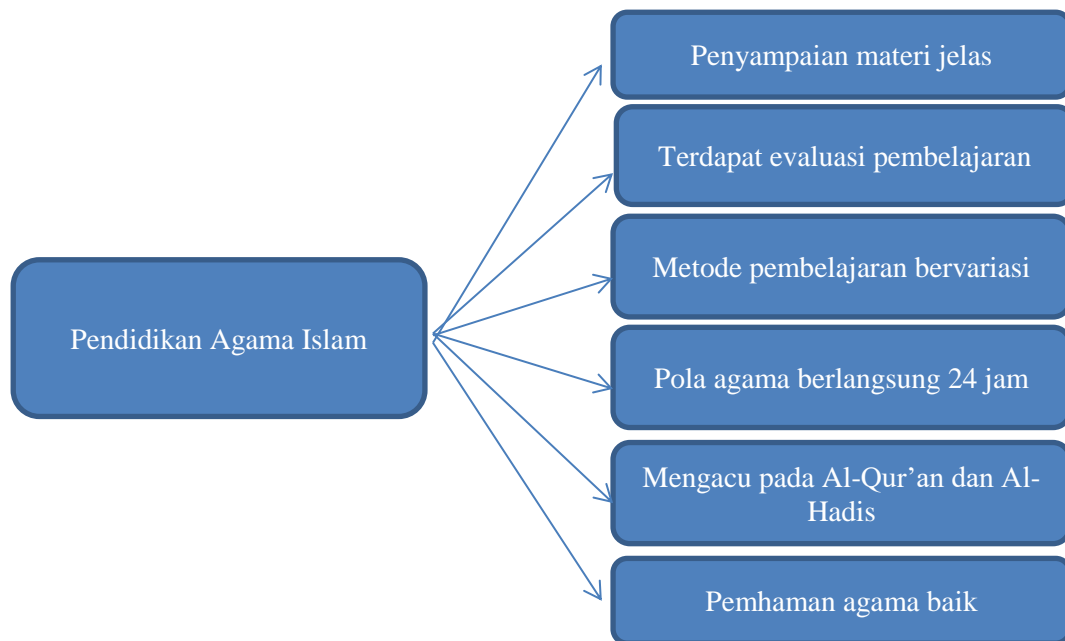 Penyampaian materi jelas
Terdapat evaluasi pembelajaran
Metode pembelajaran bervariasi
Pendidikan Agama Islam
Pola agama berlangsung 24 jam
Mengacu pada Al-Qur’an dan Al-
Hadis
Pemhaman agama baik